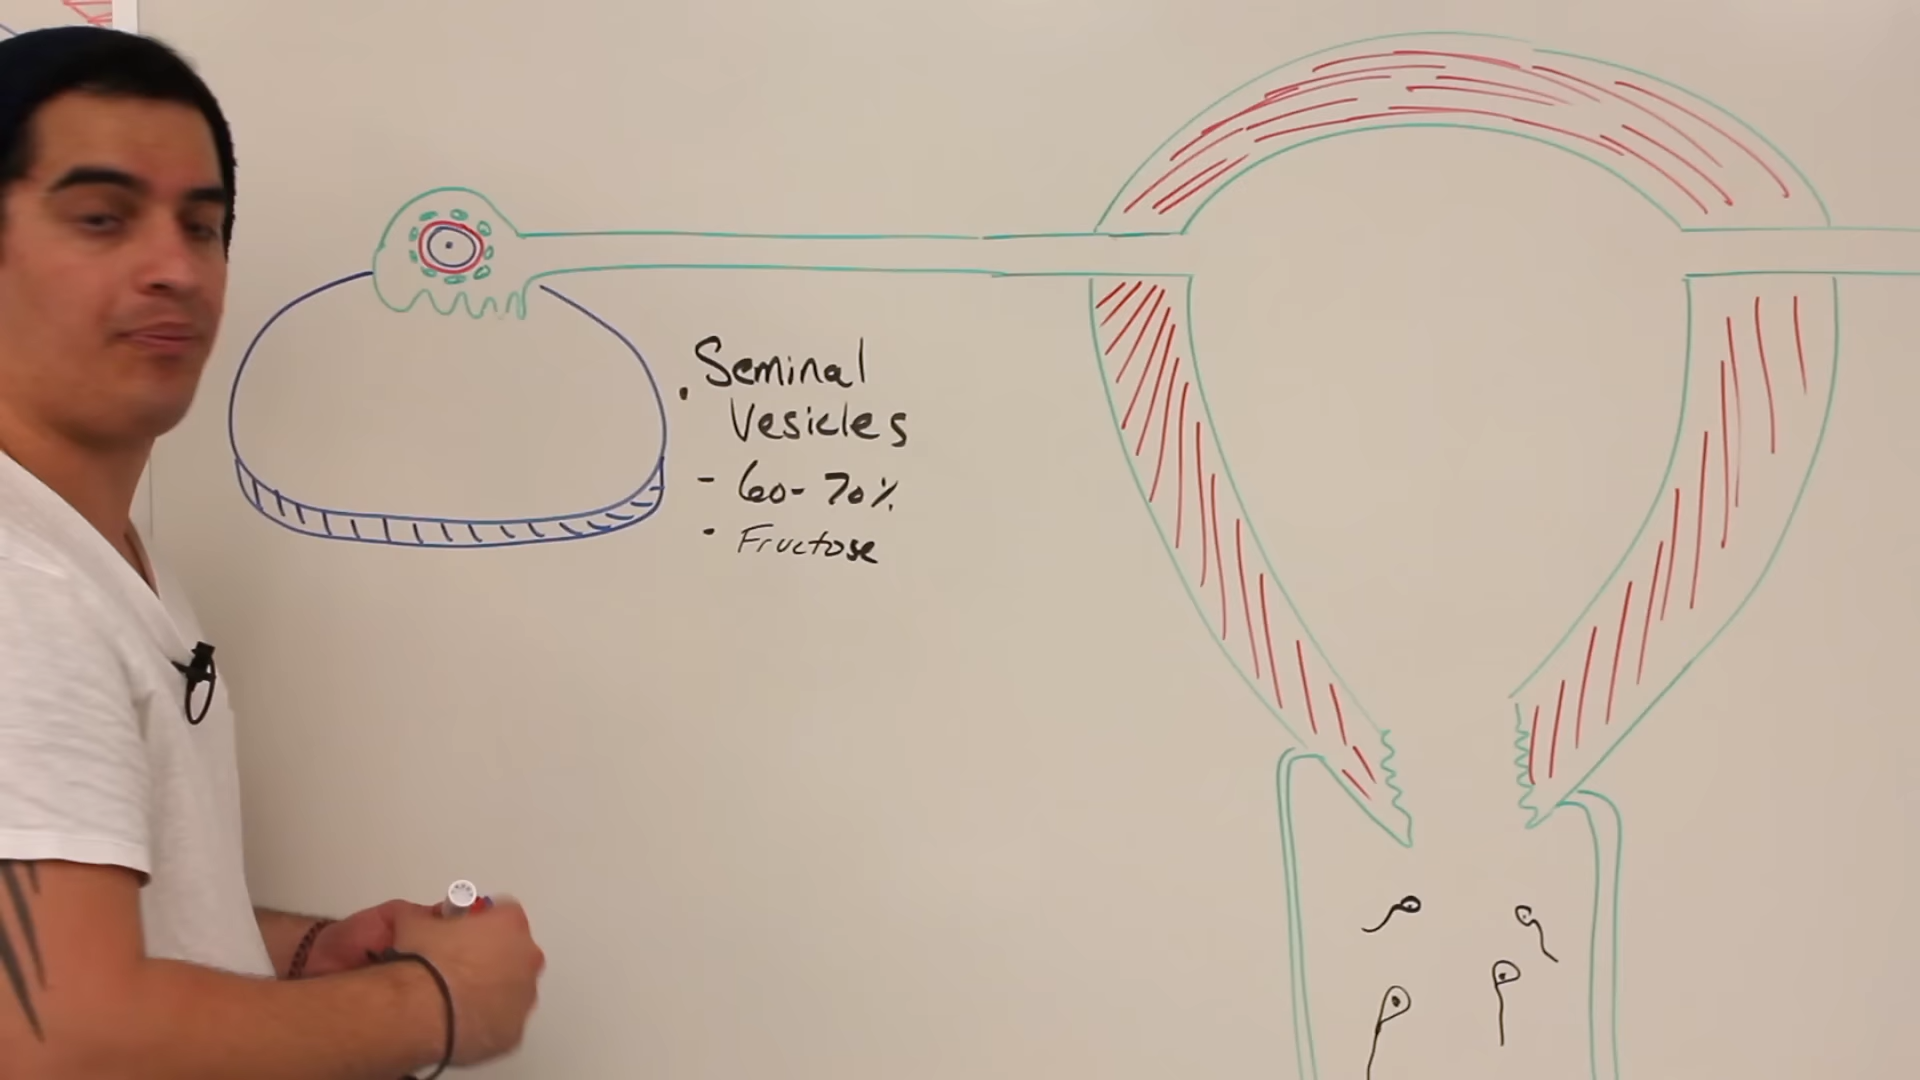 • Seminal
Vesicles
- 60-70%
• Fructose